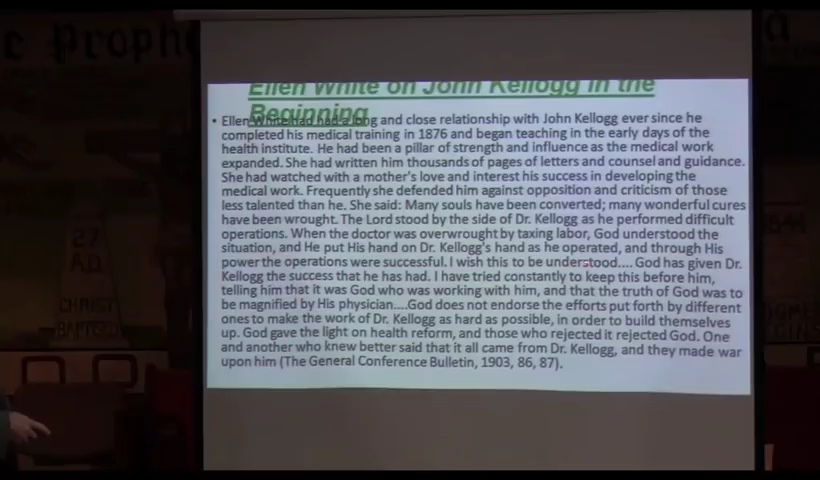 e Proph
a
Ellen White on John Kellogg in the
Beginning
• Ellen White had had a long and close relationship with John Kellogg ever since he
completed his medical training in 1876 and began teaching in the early days of the
health institute. He had been a pillar of strength and influence as the medical work
expanded. She had written him thousands of pages of letters and counsel and guidance.
She had watched with a mother's love and interest his success in developing the
medical work. Frequently she defended him against opposition and criticism of those
less talented than he. She said: Many souls have been converted; many wonderful cures
have been wrought. The Lord stood by the side of Dr. Kellogg as he performed difficult
operations. When the doctor was overwrought by taxing labor, God understood the
situation, and He put His hand on Dr. Kellogg's hand as he operated, and through His
power the operations were successful. I wish this to be understood.... God has given Dr.
Kellogg the success that he has had. I have tried constantly to keep this before him,
telling him that it was God who was working with him, and that the truth of God was to
be magnified by His physician....God does not endorse the efforts put forth by different
ones to make the work of Dr. Kellogg as hard as possible, in order to build themselves
up. God gave the light on health reform, and those who rejected it rejected God. One
and another who knew better said that it all came from Dr. Kellogg, and they made war
upon him (The General Conference Bulletin, 1903, 86, 87).
27
A.D.
CHRIST
BAPTISED